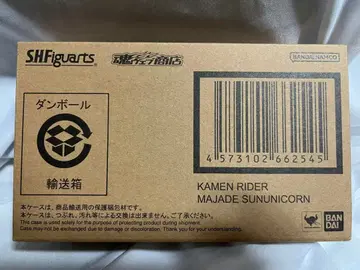 S.H.Figuarts
魂ウェブ商店
BANDAI NAMCO
ダンボール
輸送箱
4 573102 662545
KAMEN RIDER
MAJADE SUNUNICORN
本ケースは、商品輸送用の保護梱包材です。
本ケースは、つぶれ、汚れ等による交換は出来ません。ご了承ください。
This case is used solely for the purpose of protecting product during shipment.
Case may not be exchanged due to damage or discoloration. Thank you for your understanding.
BAN
DAI